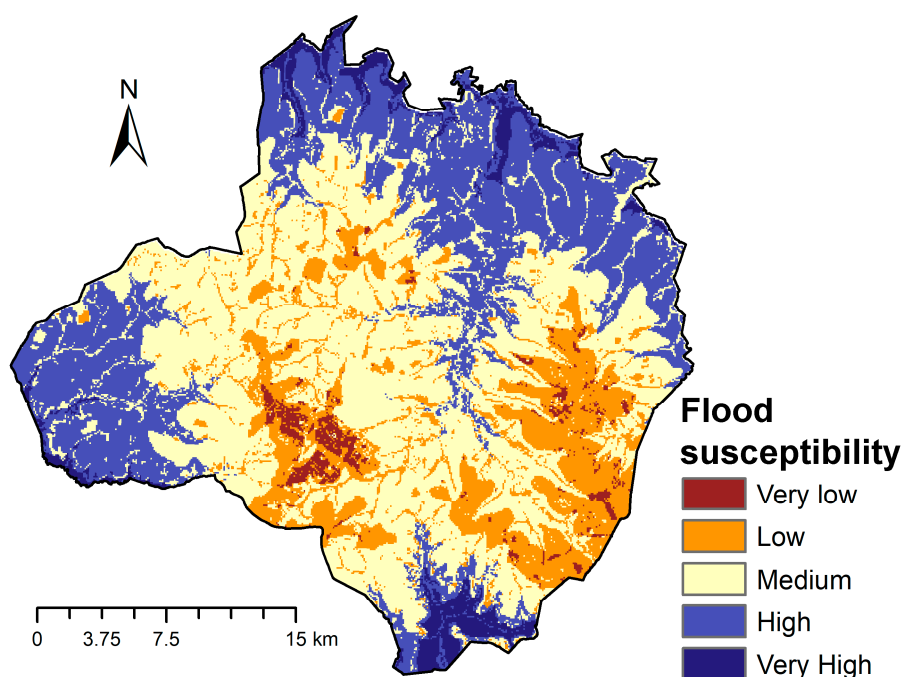 N
Flood
susceptibility
Very low
Low
Medium
High
Very High
0 3.75 7.5 15 km